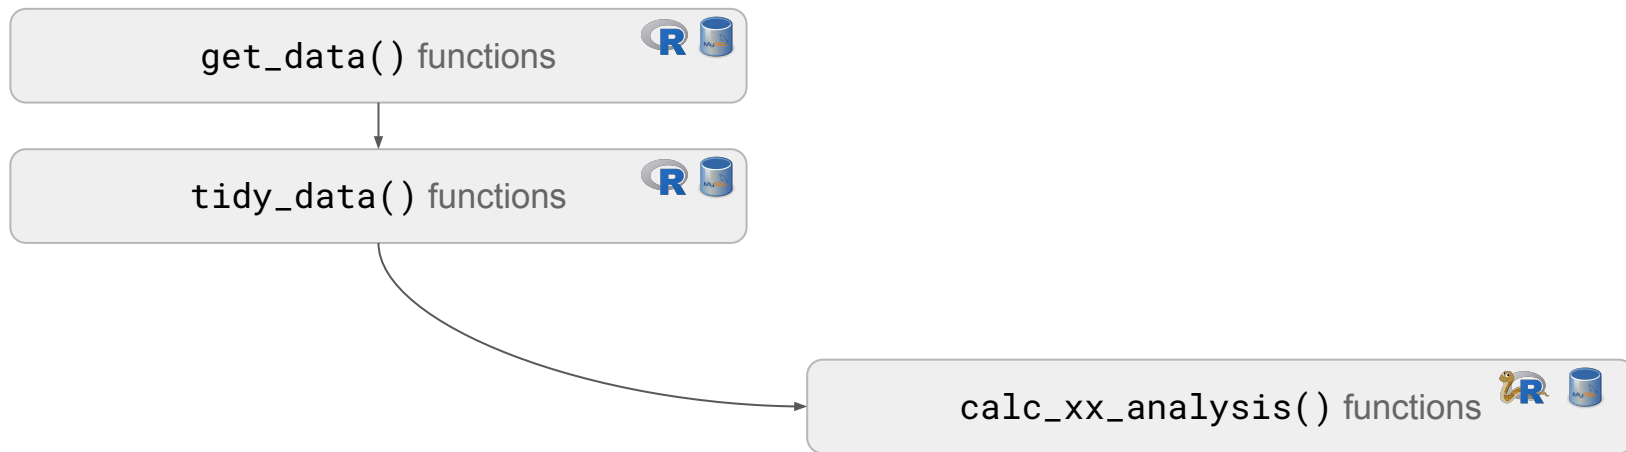 get_data() functions
R
tidy_data() functions
R
calc_xx_analysis() functions
R